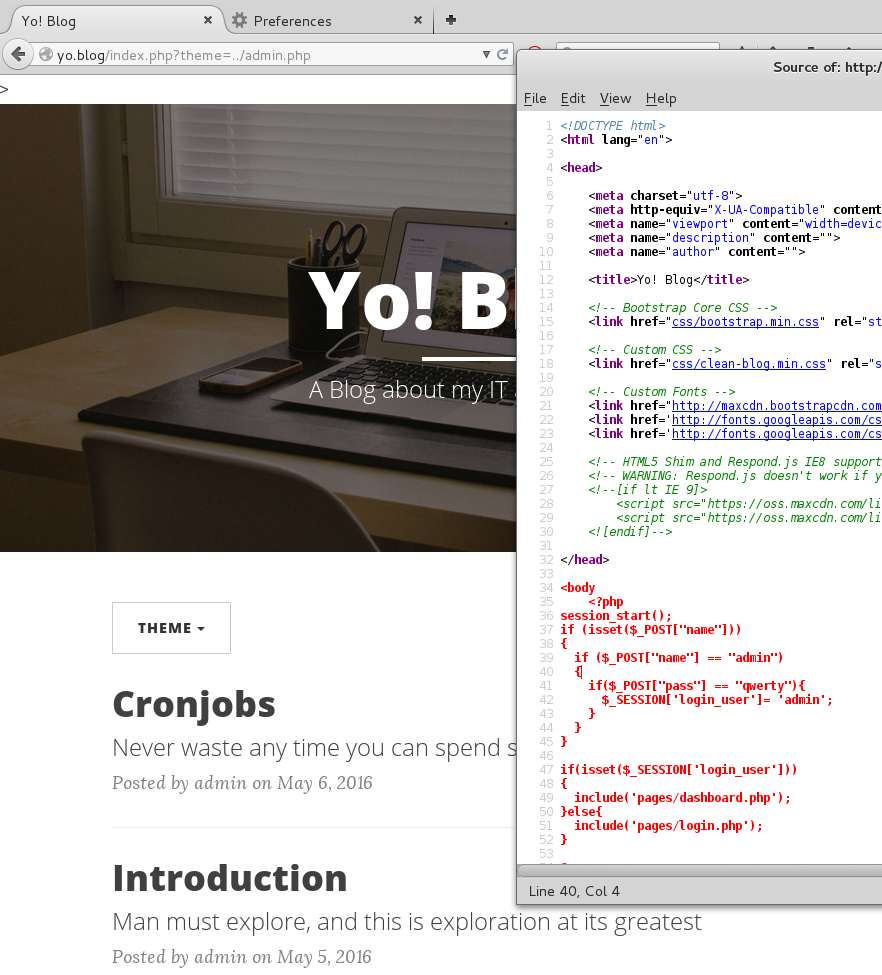 Yo! Blog
Preferences
yo.blog/index.php?theme=../admin.php
>
Yo! B
A Blog about my IT
THEME
Cronjobs
Never waste any time you can spend s
Posted by admin on May 6, 2016
Introduction
Man must explore, and this is exploration at its greatest
Posted by admin on May 5, 2016
Source of: http:/
File Edit View Help
1 <!DOCTYPE html>
2 <html lang="en">
3
4 <head>
5
6 <meta charset="utf-8">
7 <meta http-equiv="X-UA-Compatible" content
8 <meta name="viewport" content="width=devic
9 <meta name="description" content="">
10 <meta name="author" content="">
11
12 <title>Yo! Blog</title>
13
14 <!-- Bootstrap Core CSS -->
15 <link href="css/bootstrap.min.css" rel="st
16
17 <!-- Custom CSS -->
18 <link href="css/clean-blog.min.css" rel="s
19
20 <!-- Custom Fonts -->
21 <link href="http://maxcdn.bootstrapcdn.com
22 <link href='http://fonts.googleapis.com/cs
23 <link href='http://fonts.googleapis.com/cs
24
25 <!-- HTML5 Shim and Respond.js IE8 support
26 <!-- WARNING: Respond.js doesn't work if y
27 <!--[if lt IE 9]>
28 <script src="https://oss.maxcdn.com/li
29 <script src="https://oss.maxcdn.com/li
30 <![endif]-->
31
32 </head>
33
34 <body
35 <?php
36 session_start();
37 if (isset($_POST["name"]))
38 {
39 if ($_POST["name"] == "admin")
40 {
41 if($_POST["pass"] == "qwerty"){
42 $_SESSION['login_user']= 'admin';
43 }
44 }
45 }
46
47 if(isset($_SESSION['login_user']))
48 {
49 include('pages/dashboard.php');
50 }else{
51 include('pages/login.php');
52 }
53
Line 40, Col 4